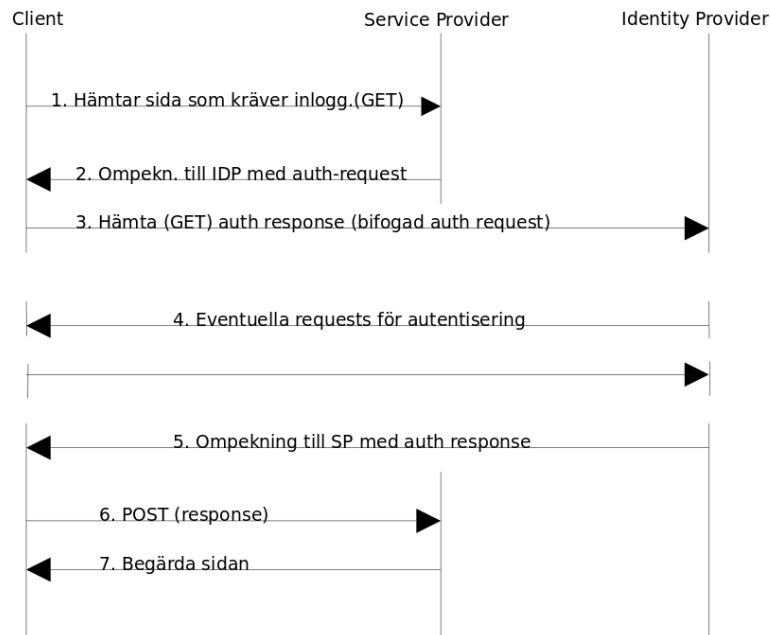 Client
Service Provider
Identity Provider
1. Hämtar sida som kräver inlogg.(GET)
2. Ompekn. till IDP med auth-request
3. Hämta (GET) auth response (bifogad auth request)
4. Eventuella requests för autentisering
5. Ompekning till SP med auth response
6. POST (response)
7. Begärda sidan